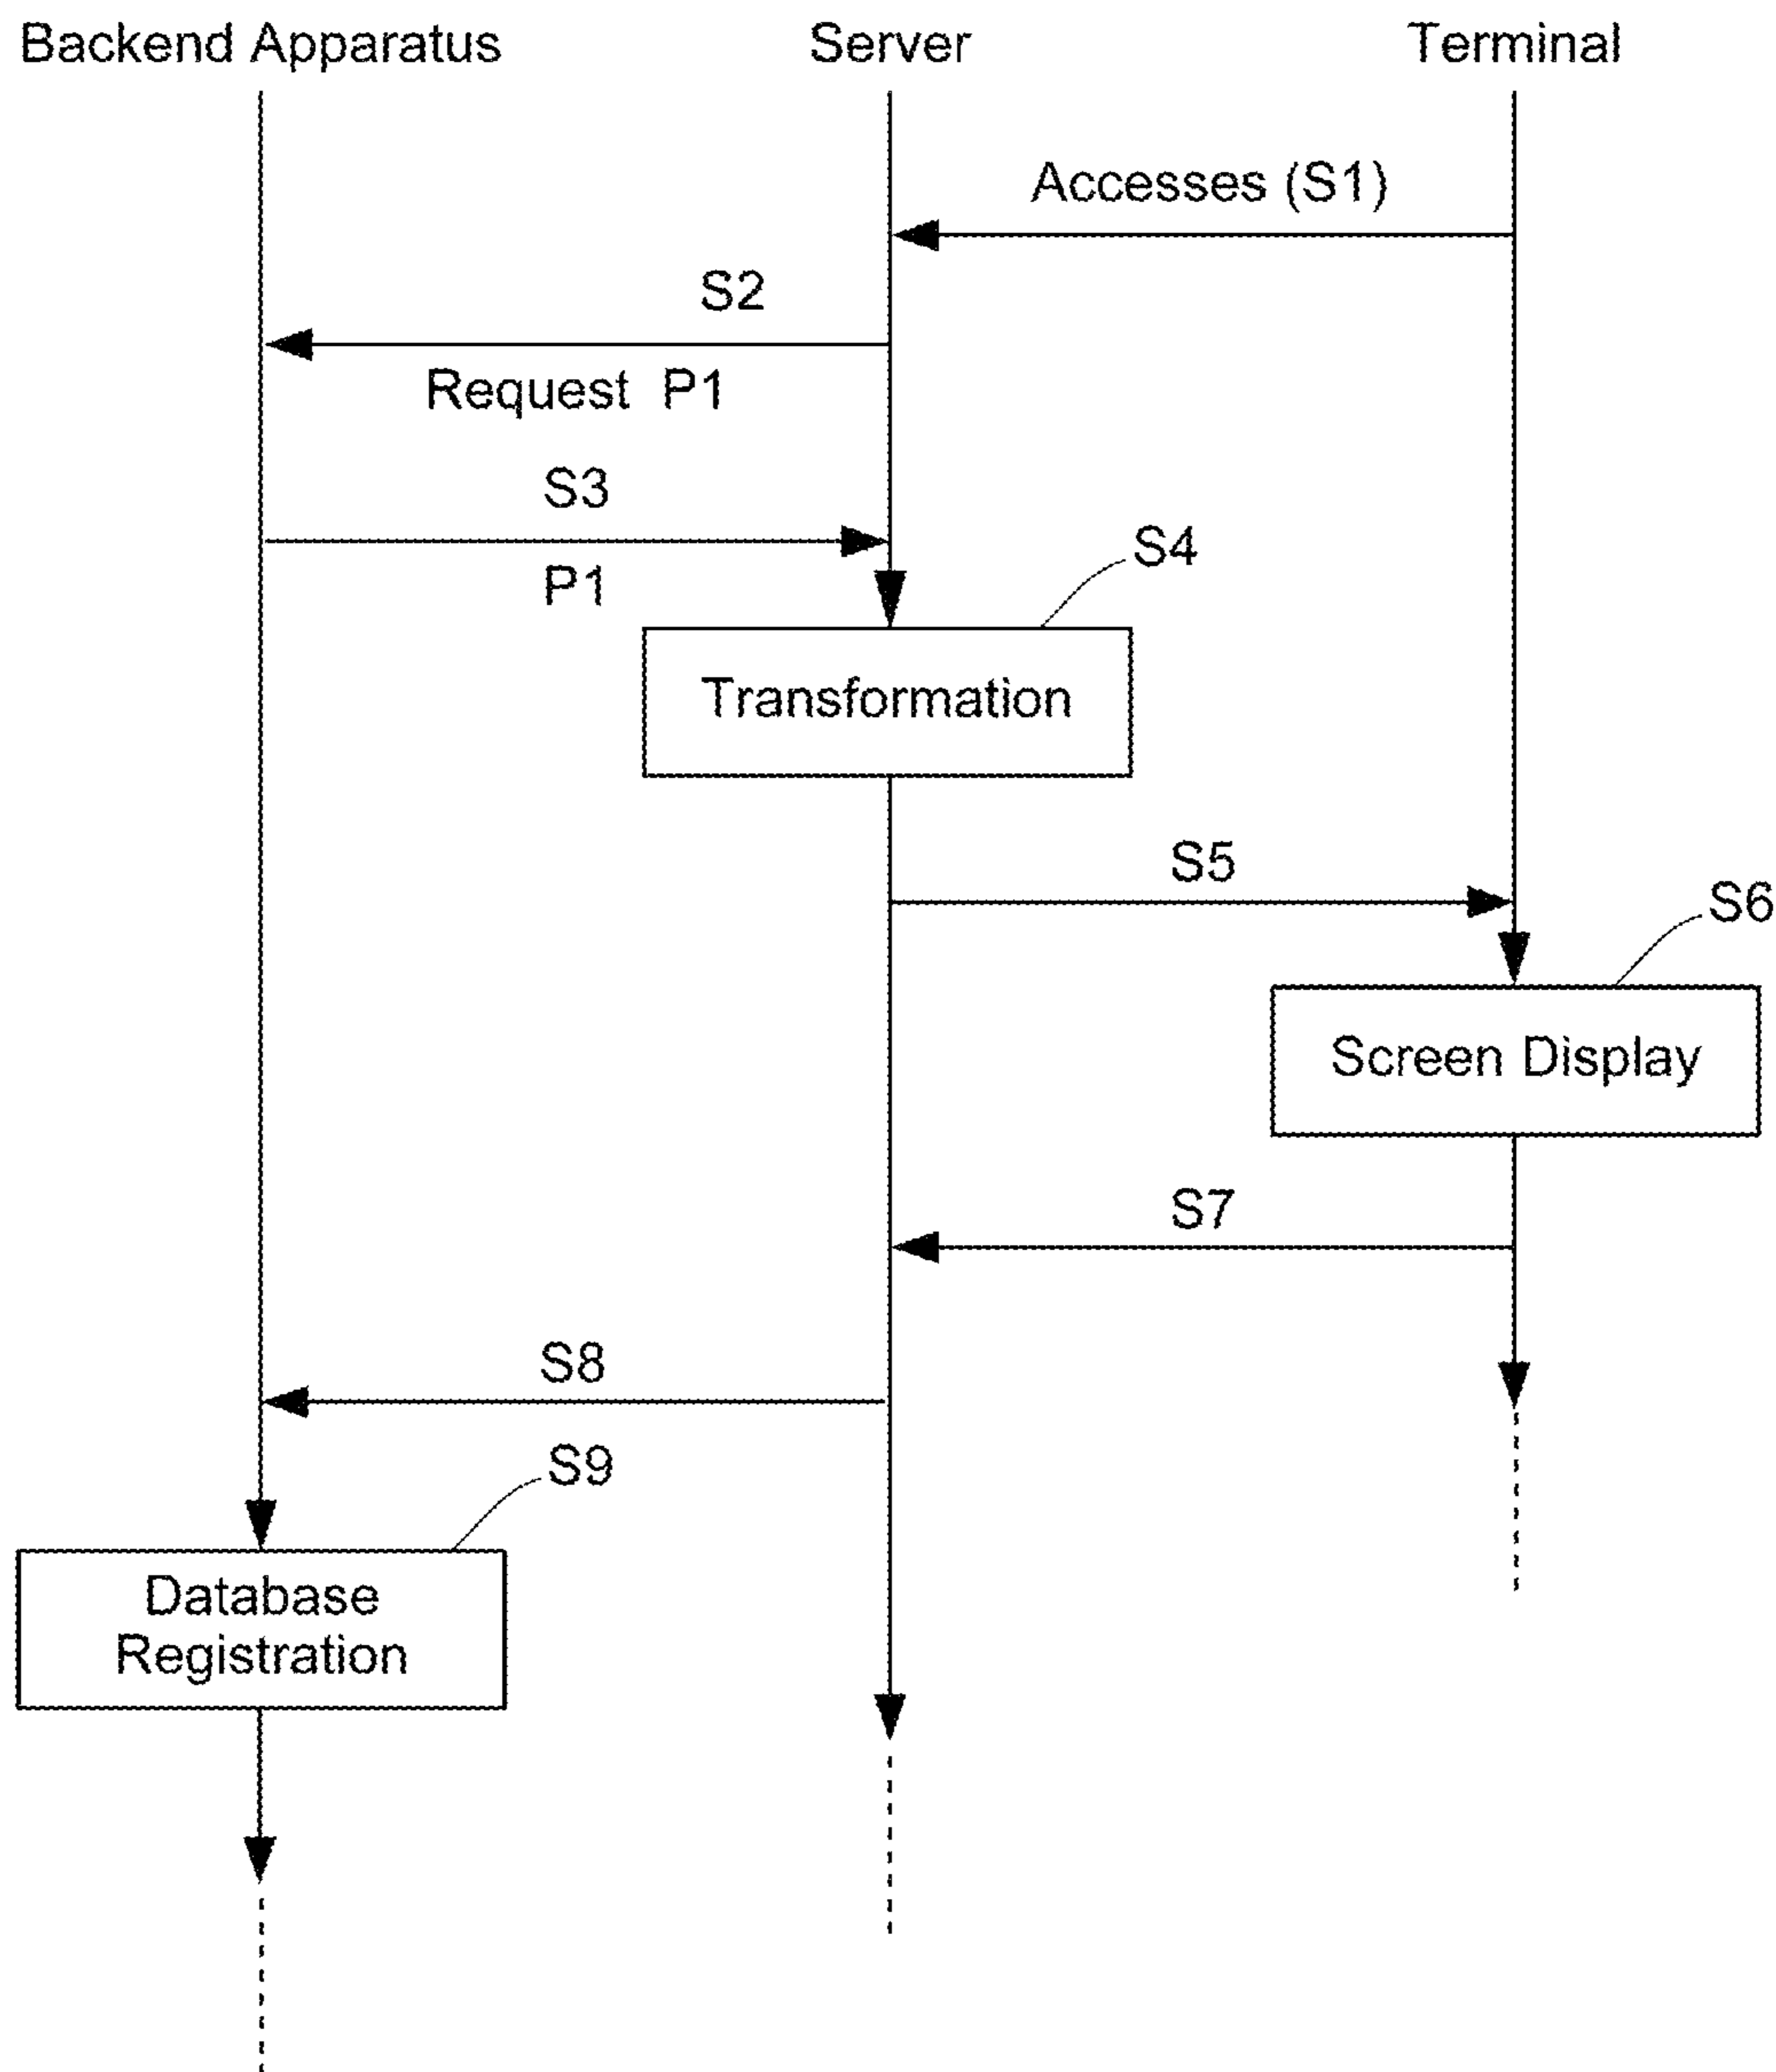 Backend Apparatus
Server
Terminal
Accesses (S1)
S2
Request P1
S3
P1
S4
Transformation
S5
S6
Screen Display
S7
S8
S9
Database
Registration